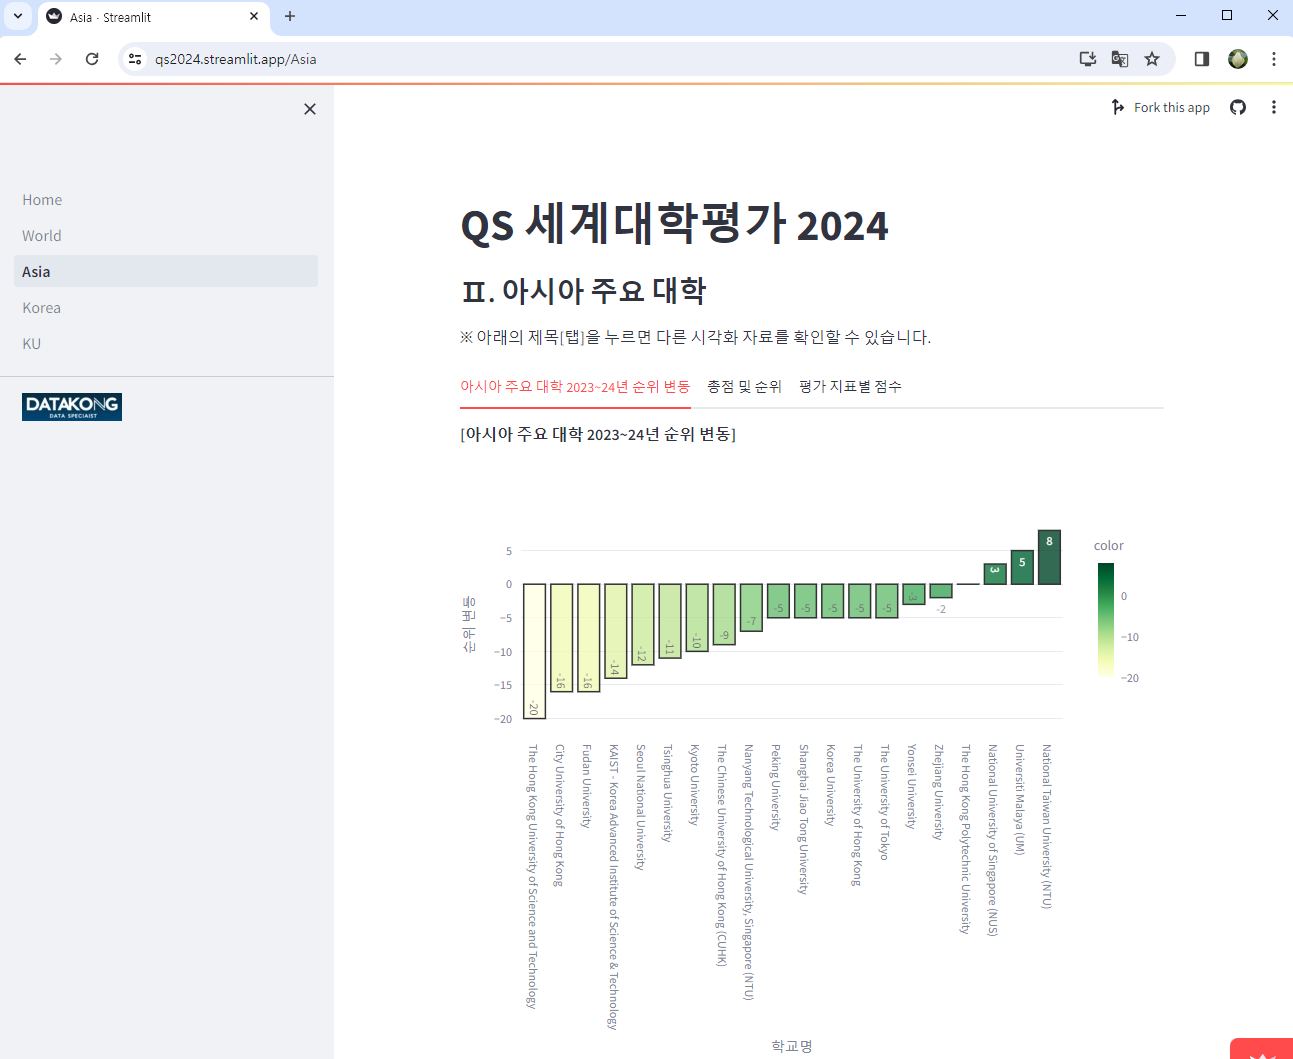 Asia · Streamlit
qs2024.streamlit.app/Asia
Fork this app
Home
World
Asia
Korea
KU
DATAKONG
DATA SPECIAIST
QS 세계대학평가 2024
Ⅱ. 아시아 주요 대학
※ 아래의 제목[탭]을 누르면 다른 시각화 자료를 확인할 수 있습니다.
아시아 주요 대학 2023~24년 순위 변동 종점 및 순위 평가 지표별 점수
[아시아 주요 대학 2023~24년 순위 변동]
순위 변동
5
0
−5
−10
−15
−20
-20
-16
-16
-14
-12
-11
-10
-9
-7
-5
-5
-5
-5
-5
-3
-2
3
5
8
color
0
−10
−20
The Hong Kong University of Science and Technology
City University of Hong Kong
Fudan University
KAIST - Korea Advanced Institute of Science & Technology
Seoul National University
Tsinghua University
Kyoto University
The Chinese University of Hong Kong (CUHK)
Nanyang Technological University, Singapore (NTU)
Peking University
Shanghai Jiao Tong University
Korea University
The University of Hong Kong
The University of Tokyo
Yonsei University
Zhejiang University
The Hong Kong Polytechnic University
National University of Singapore (NUS)
Universiti Malaya (UM)
National Taiwan University (NTU)
학교명